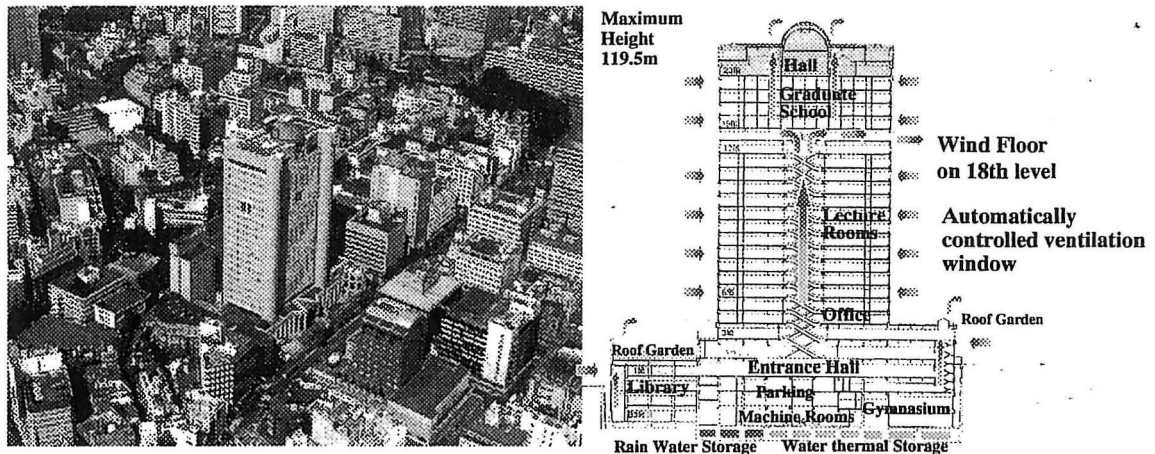 Maximum
Height
119.5m
Hall
Graduate
School
Wind Floor
on 18th level
Lecture
Rooms
Automatically
controlled ventilation
window
Office
Roof Garden
Roof Garden
Entrance Hall
Library
Parking
Gymnasium
Machine Rooms
Rain Water Storage
Water thermal Storage